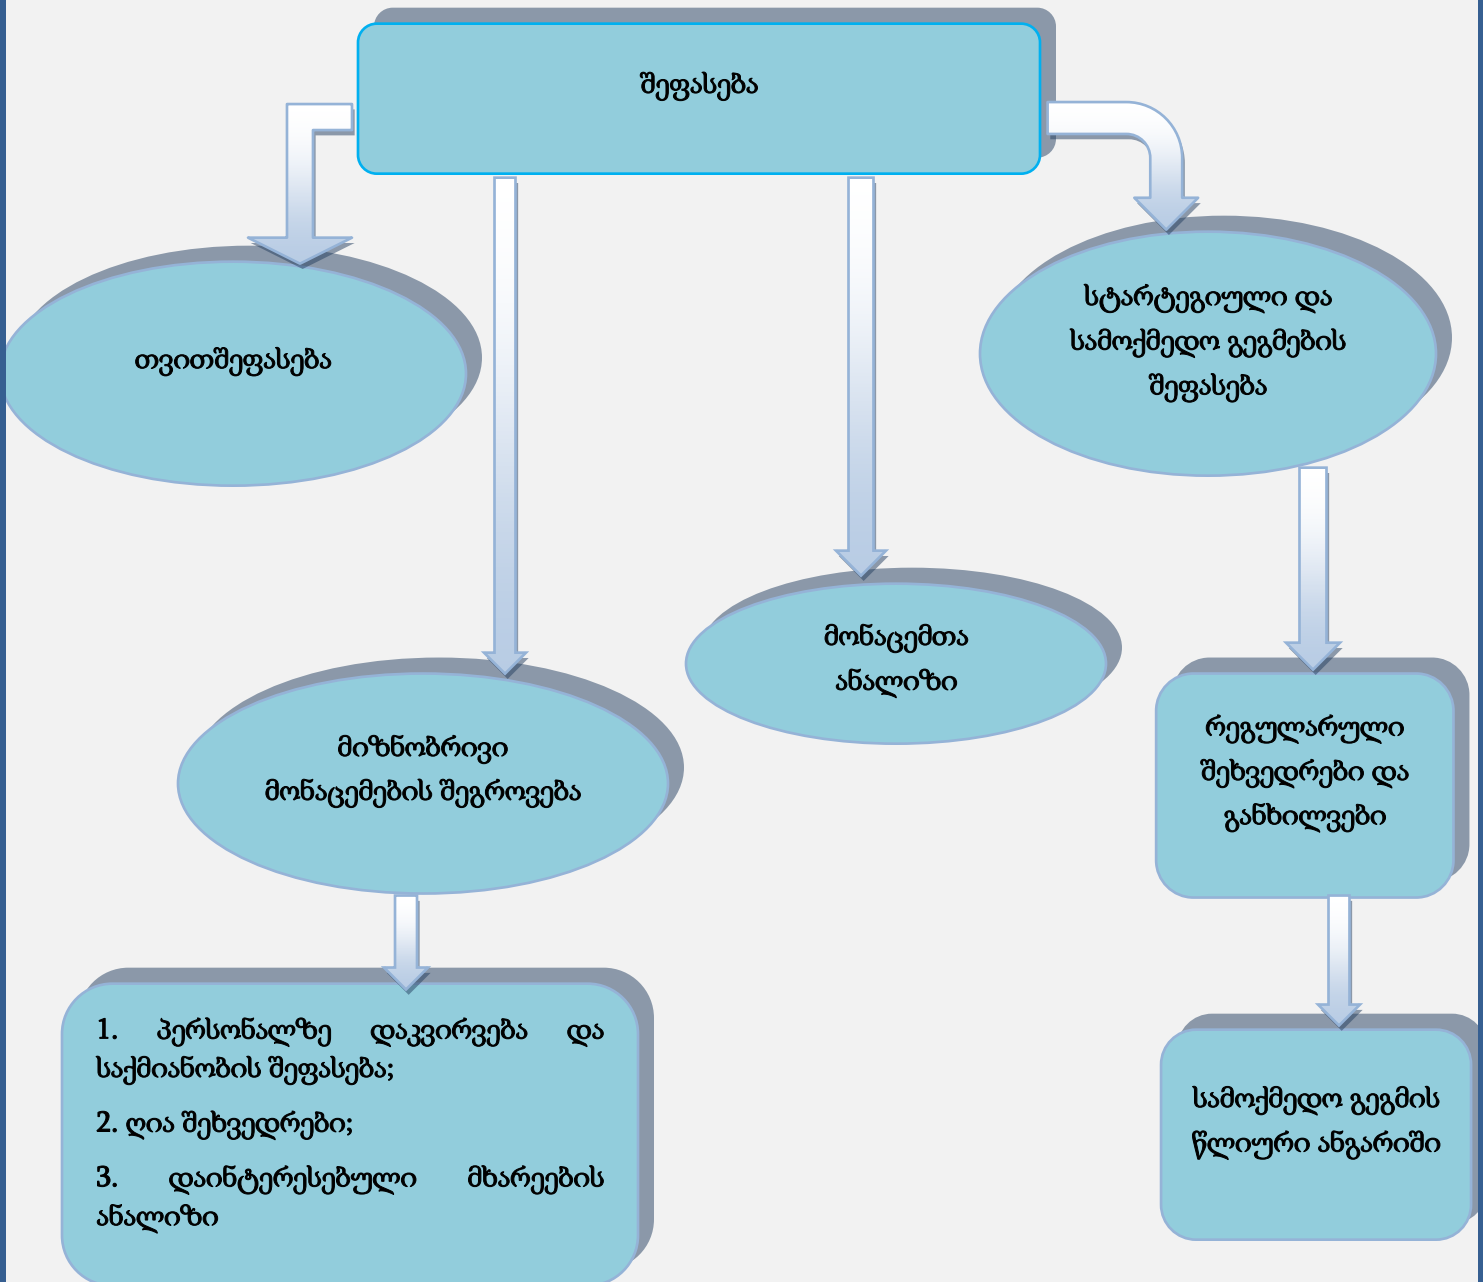 შეფასება
თვითშეფასება
სტარტეგიული და
სამოქმედო გეგმების
შეფასება
მონაცემთა
ანალიზი
მიზნობრივი
მონაცემების შეგროვება
რეგულარული
შეხვედრები და
განხილვები
1. პერსონალზე დაკვირვება და
საქმიანობის შეფასება;
2. ღია შეხვედრები;
3. დაინტერესებული მხარეების
ანალიზი
სამოქმედო გეგმის
წლიური ანგარიში